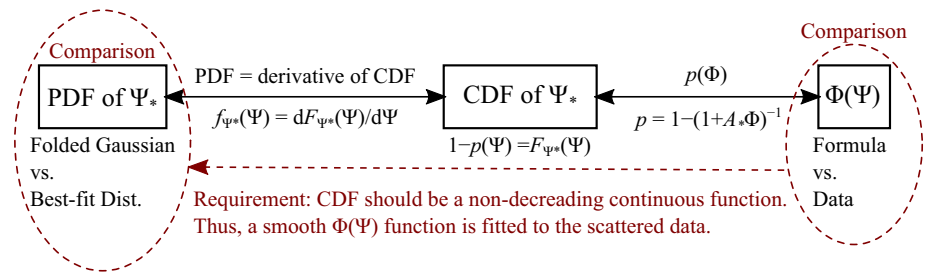 Comparison
Comparison
PDF of Ψ*
PDF = derivative of CDF
fΨ*(Ψ) = dFΨ*(Ψ)/dΨ
CDF of Ψ*
1−p(Ψ) =FΨ*(Ψ)
p(Φ)
p = 1−(1+A*Φ)⁻¹
Φ(Ψ)
Folded Gaussian
vs.
Best-fit Dist.
Formula
vs.
Data
Requirement: CDF should be a non-decreading continuous function.
Thus, a smooth Φ(Ψ) function is fitted to the scattered data.